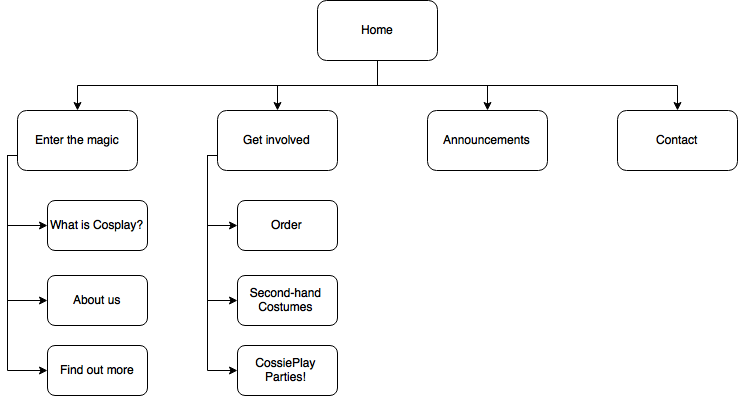 Home
Enter the magic
Get involved
Announcements
Contact
What is Cosplay?
Order
About us
Second-hand
Costumes
Find out more
CossiePlay
Parties!